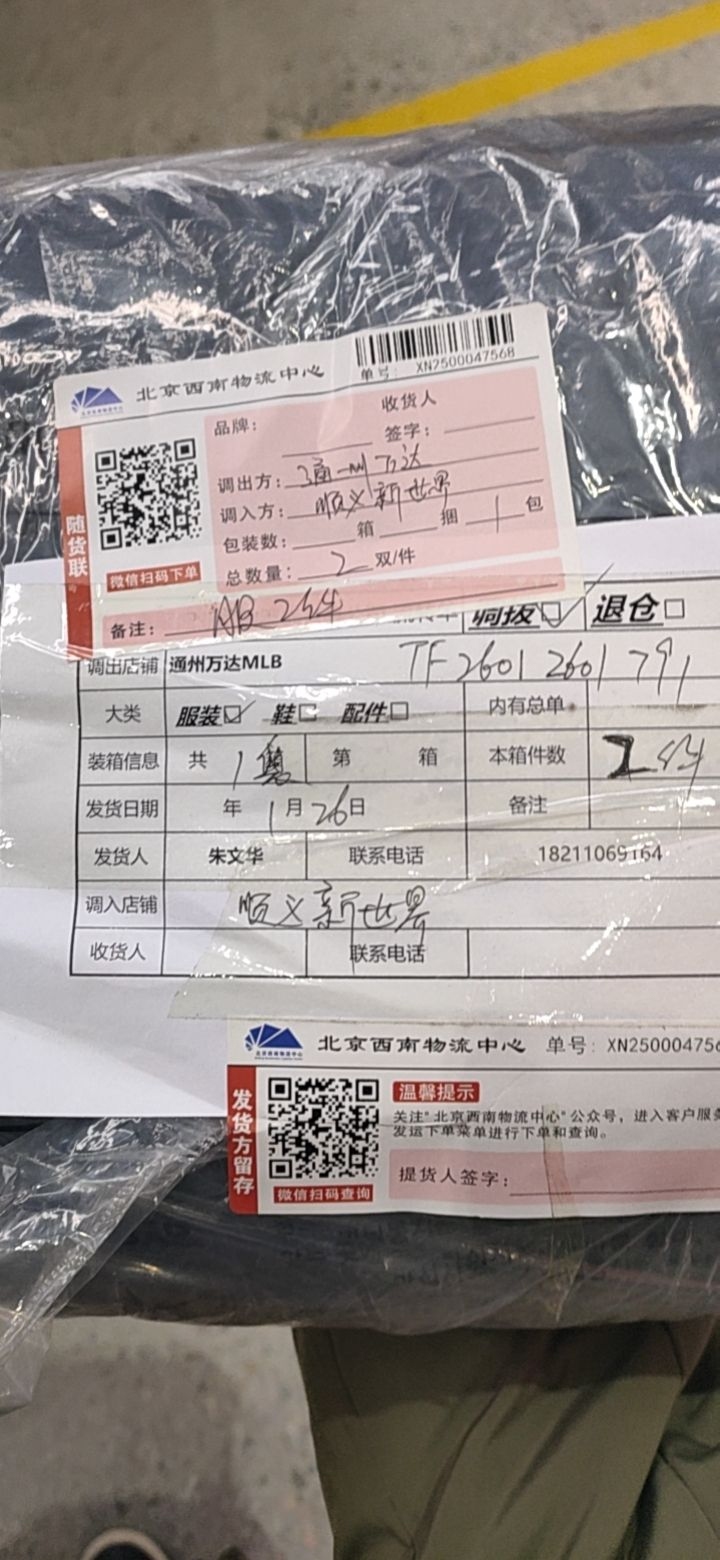 北京西南物流中心
单号: XN2500047568
收货人
品牌:
签字:
调出方: 通州万达
调入方: 顺义新世界
包装数: 箱 捆 1 包
总数量: 2 双/件
随货联
微信扫码下单
备注: 服 2件
调拨☑ 退仓□
调出店铺 通州万达MLB TF26012601791
大类 服装☑ 鞋□ 配件□ 内有总单
装箱信息 共 1 第 箱 本箱件数 2件
发货日期 年 1月26日 备注
发货人 朱文华 联系电话 18211069164
调入店铺 顺义新世界
收货人 联系电话
北京西南物流中心 单号: XN250004756
发货方留存
温馨提示
关注"北京西南物流中心"公众号，进入客户服务
发运下单菜单进行下单和查询。
提货人签字:
微信扫码查询